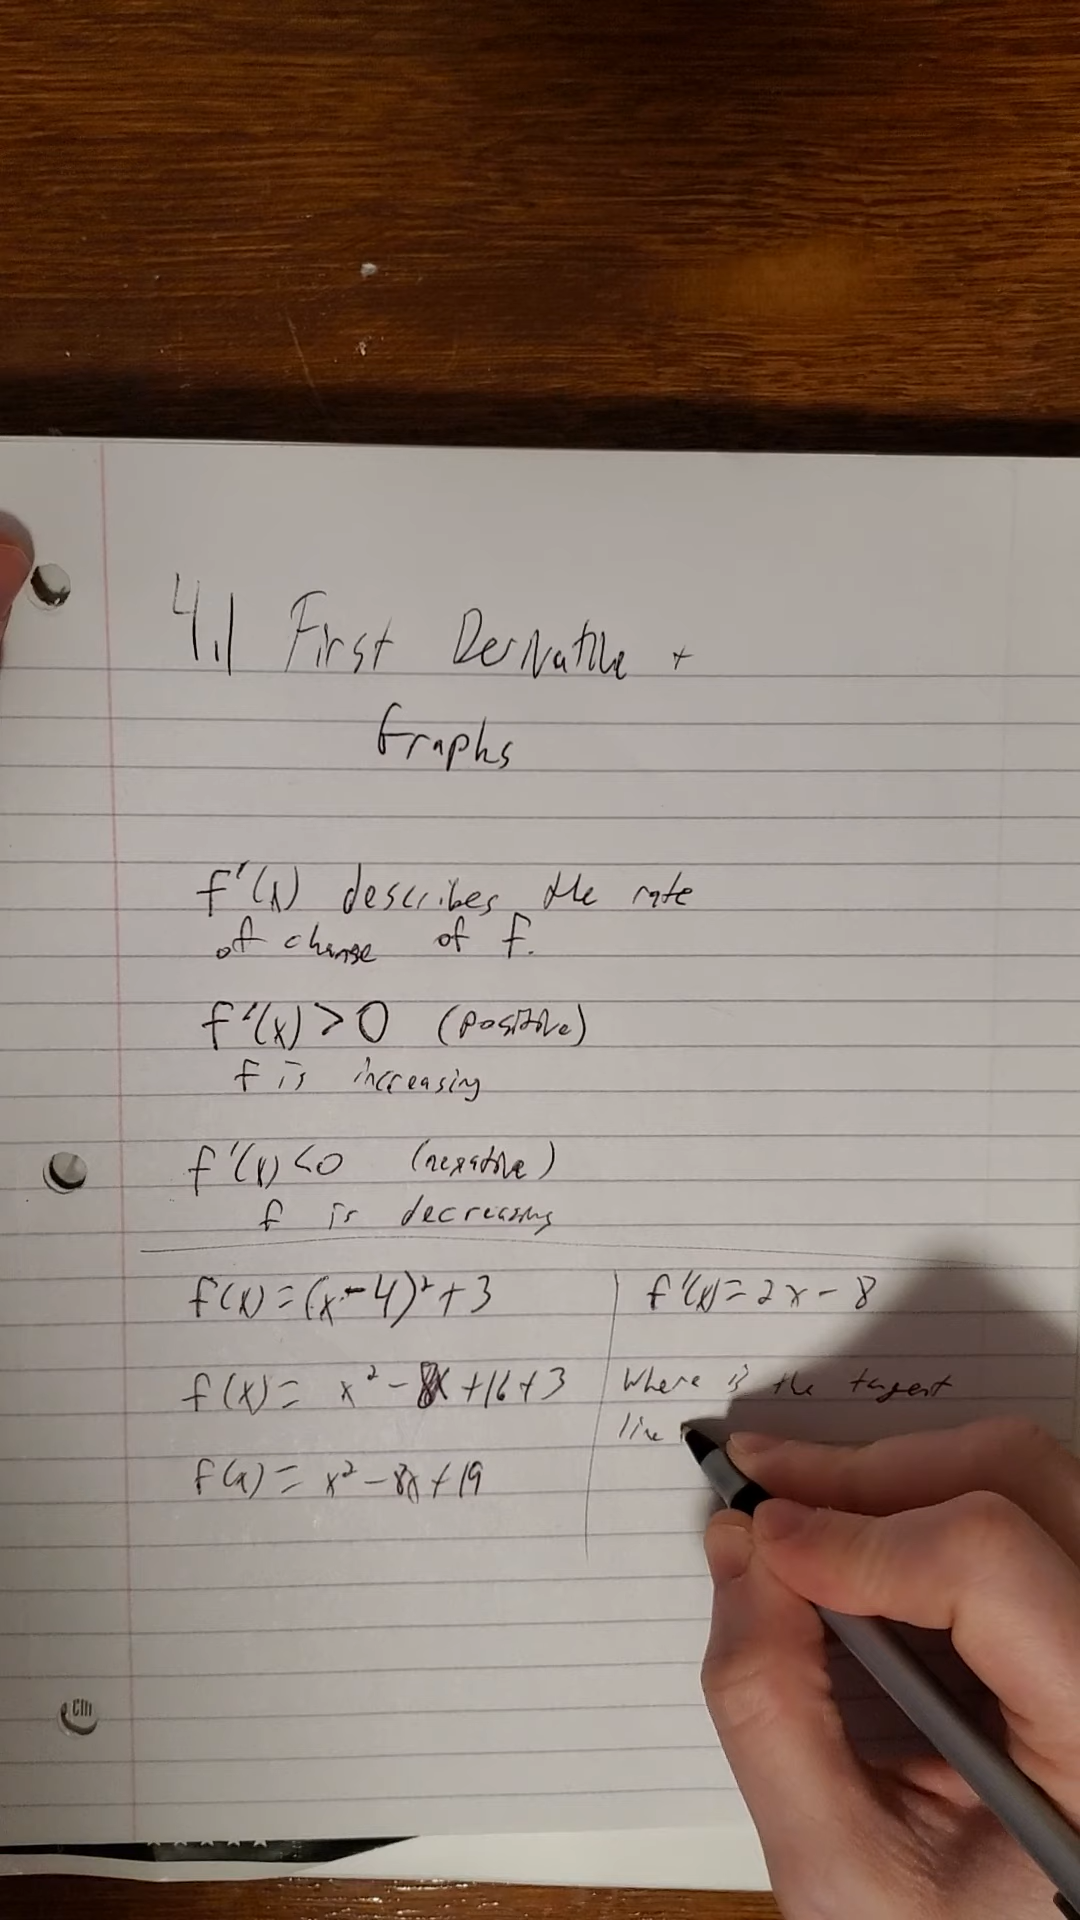 4.1 First Derivative +
Graphs
f'(x) describes the rate
of change of f.
f'(x) > 0 (positive)
f is increasing
f'(x) < 0 (negative)
f is decreasing
f(x) = (x - 4)² + 3
f(x) = x² - 8x + 16 + 3
f(x) = x² - 8x + 19
f'(x) = 2x - 8
Where is the tangent
line